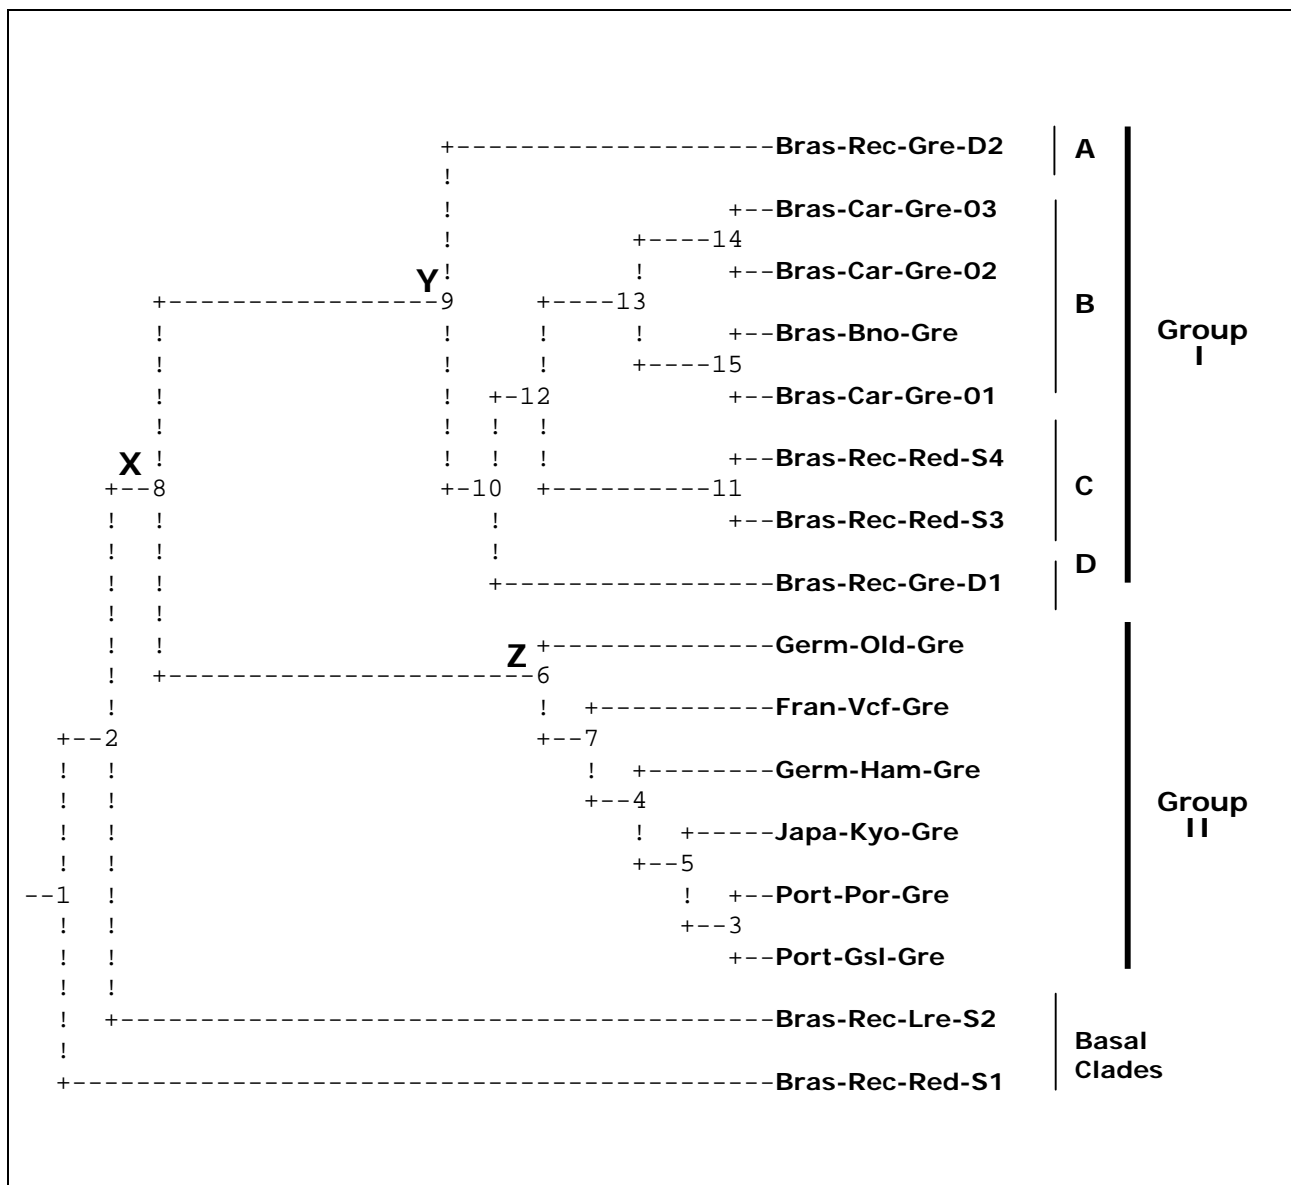 +--------------------Bras-Rec-Gre-D2 A
!
! +--Bras-Car-Gre-03
! +----14
! ! +--Bras-Car-Gre-02
Y
+-----------------9 +----13 B
! ! ! ! +--Bras-Bno-Gre Group
! ! ! +----15 I
! ! +-12 +--Bras-Car-Gre-01
! ! ! !
X ! ! ! ! +--Bras-Rec-Red-S4
+--8 +-10 +----------11 C
! ! ! +--Bras-Rec-Red-S3
! ! !
! ! +-----------------Bras-Rec-Gre-D1 D
! !
! ! Z +--------------Germ-Old-Gre
! +-----------------------6
! ! +-----------Fran-Vcf-Gre
+--2 +--7
! ! ! +--------Germ-Ham-Gre
! ! +--4 Group
! ! ! +-----Japa-Kyo-Gre II
! ! +--5
--1 ! ! +--Port-Por-Gre
! ! +--3
! ! +--Port-Gsl-Gre
! !
! +-----------------------------------------Bras-Rec-Lre-S2
! Basal
+--------------------------------------------Bras-Rec-Red-S1 Clades